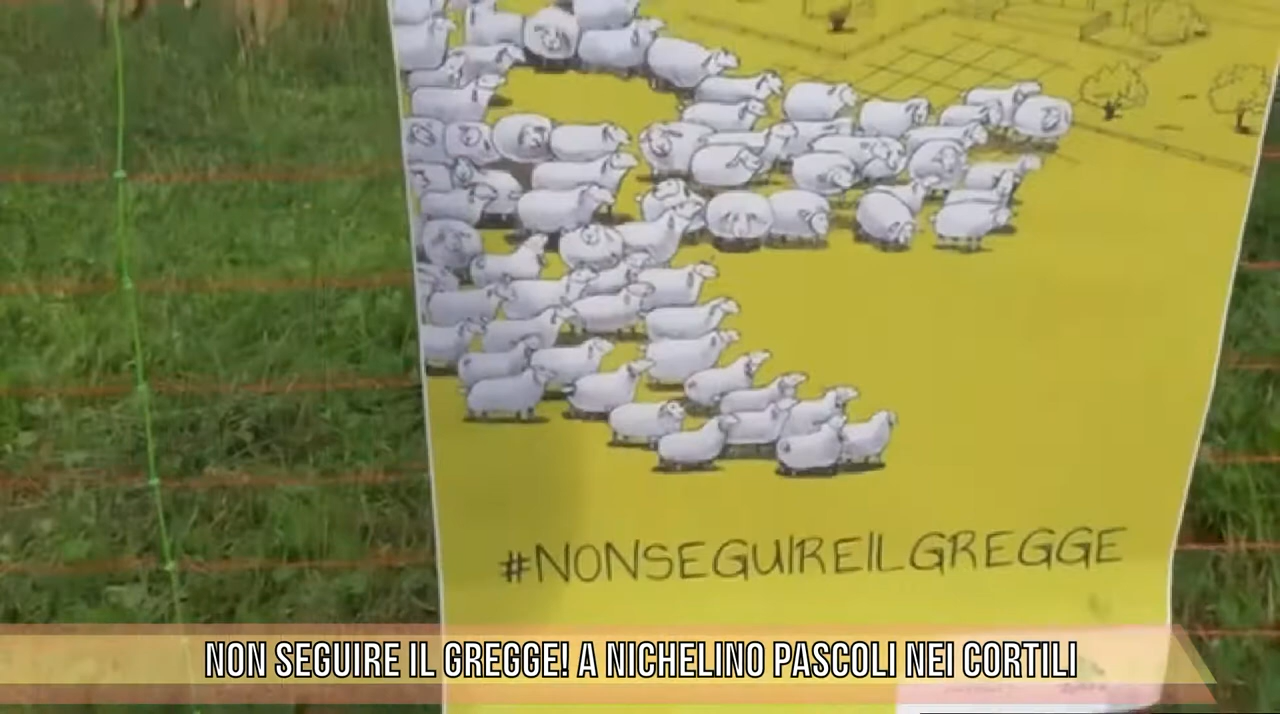 #NONSEGUIREILGREGGE
NON SEGUIRE IL GREGGE! A NICHELINO PASCOLI NEI CORTILI